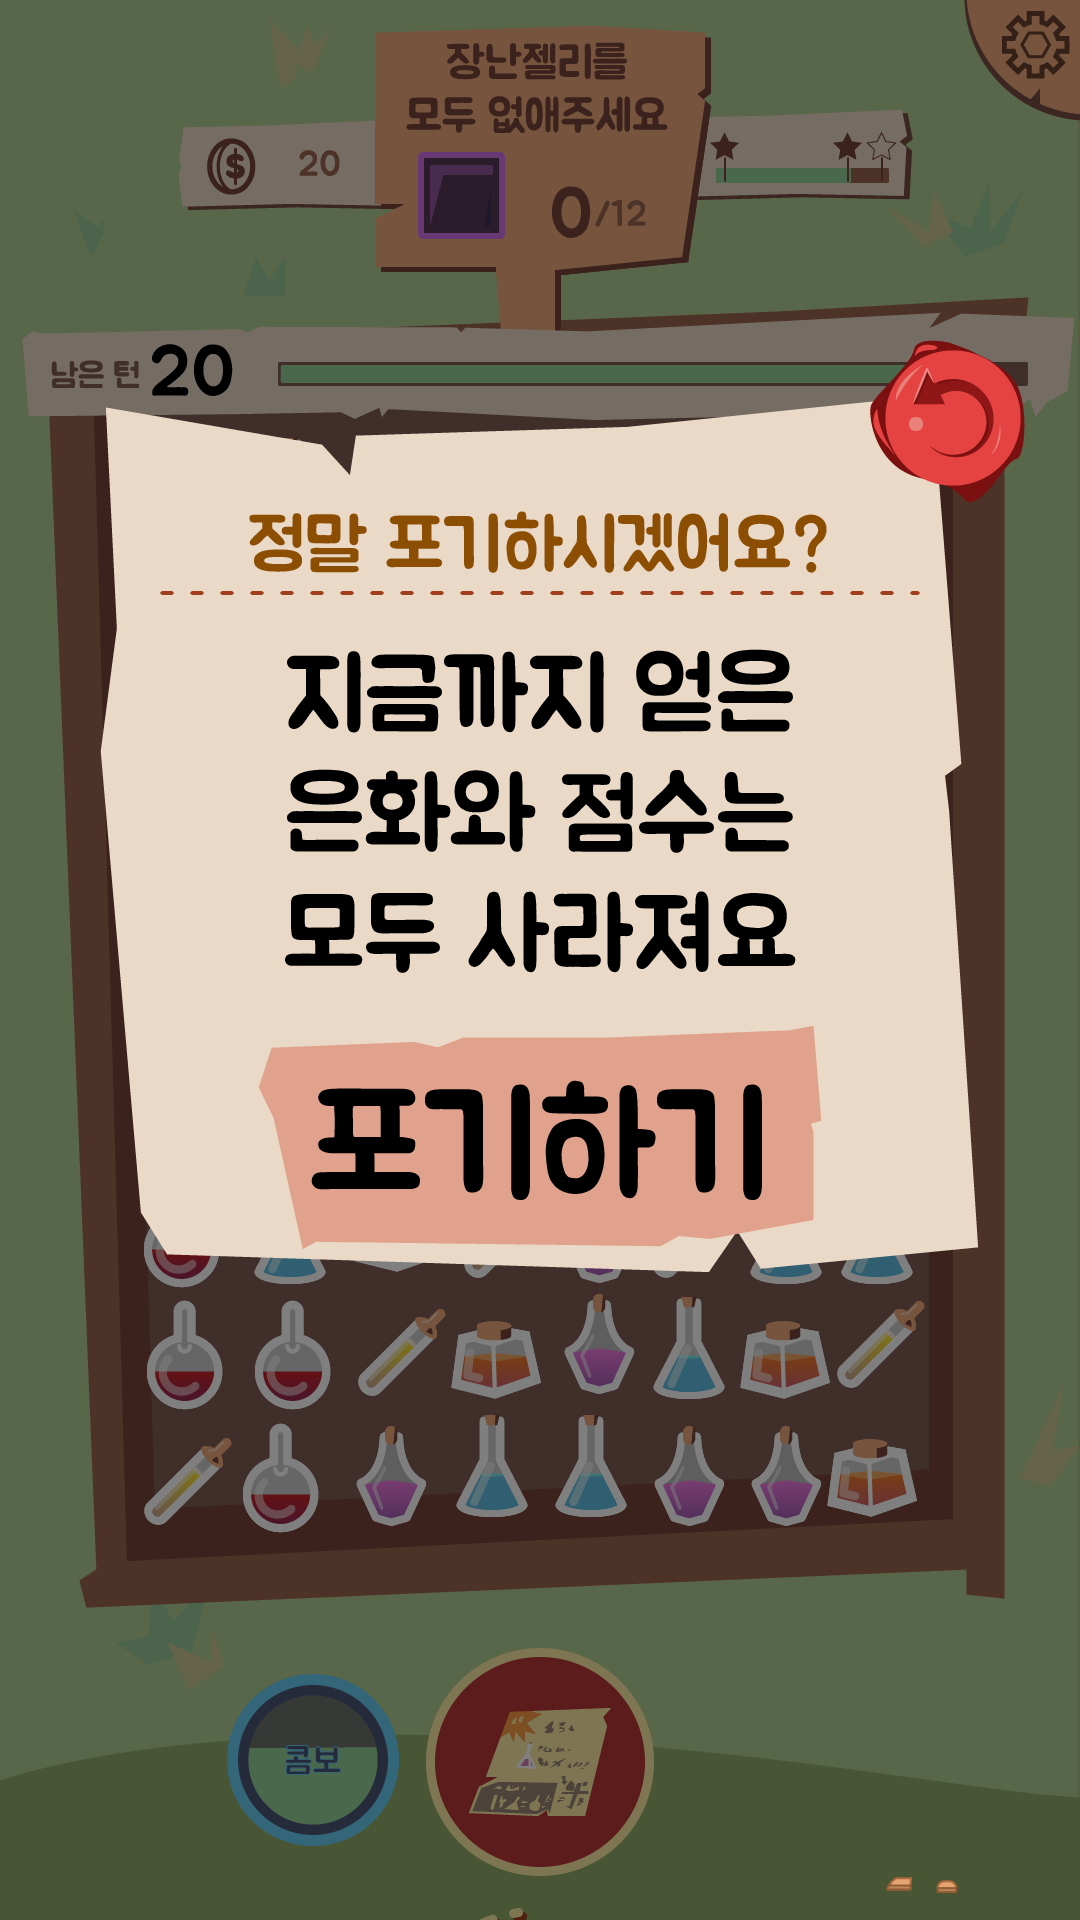 장난젤리를
모두 없애주세요
20
0/12
남은 턴 20
정말 포기하시겠어요?
지금까지 얻은
은화와 점수는
모두 사라져요
포기하기
콤보